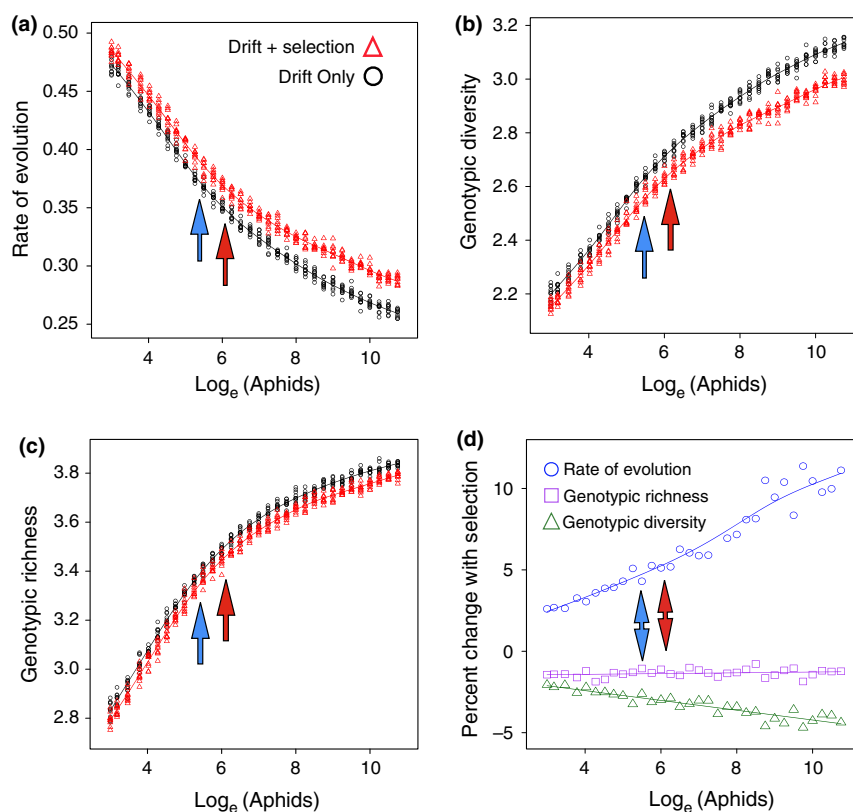 (a)
0.50
0.45
0.40
0.35
0.30
0.25
Rate of evolution
Drift + selection
Drift Only
4 6 8 10
Logₑ (Aphids)
(b)
3.2
3.0
2.8
2.6
2.4
2.2
Genotypic diversity
4 6 8 10
Logₑ (Aphids)
(c)
3.8
3.6
3.4
3.2
3.0
2.8
Genotypic richness
4 6 8 10
Logₑ (Aphids)
(d)
10
5
0
−5
Percent change with selection
Rate of evolution
Genotypic richness
Genotypic diversity
4 6 8 10
Logₑ (Aphids)